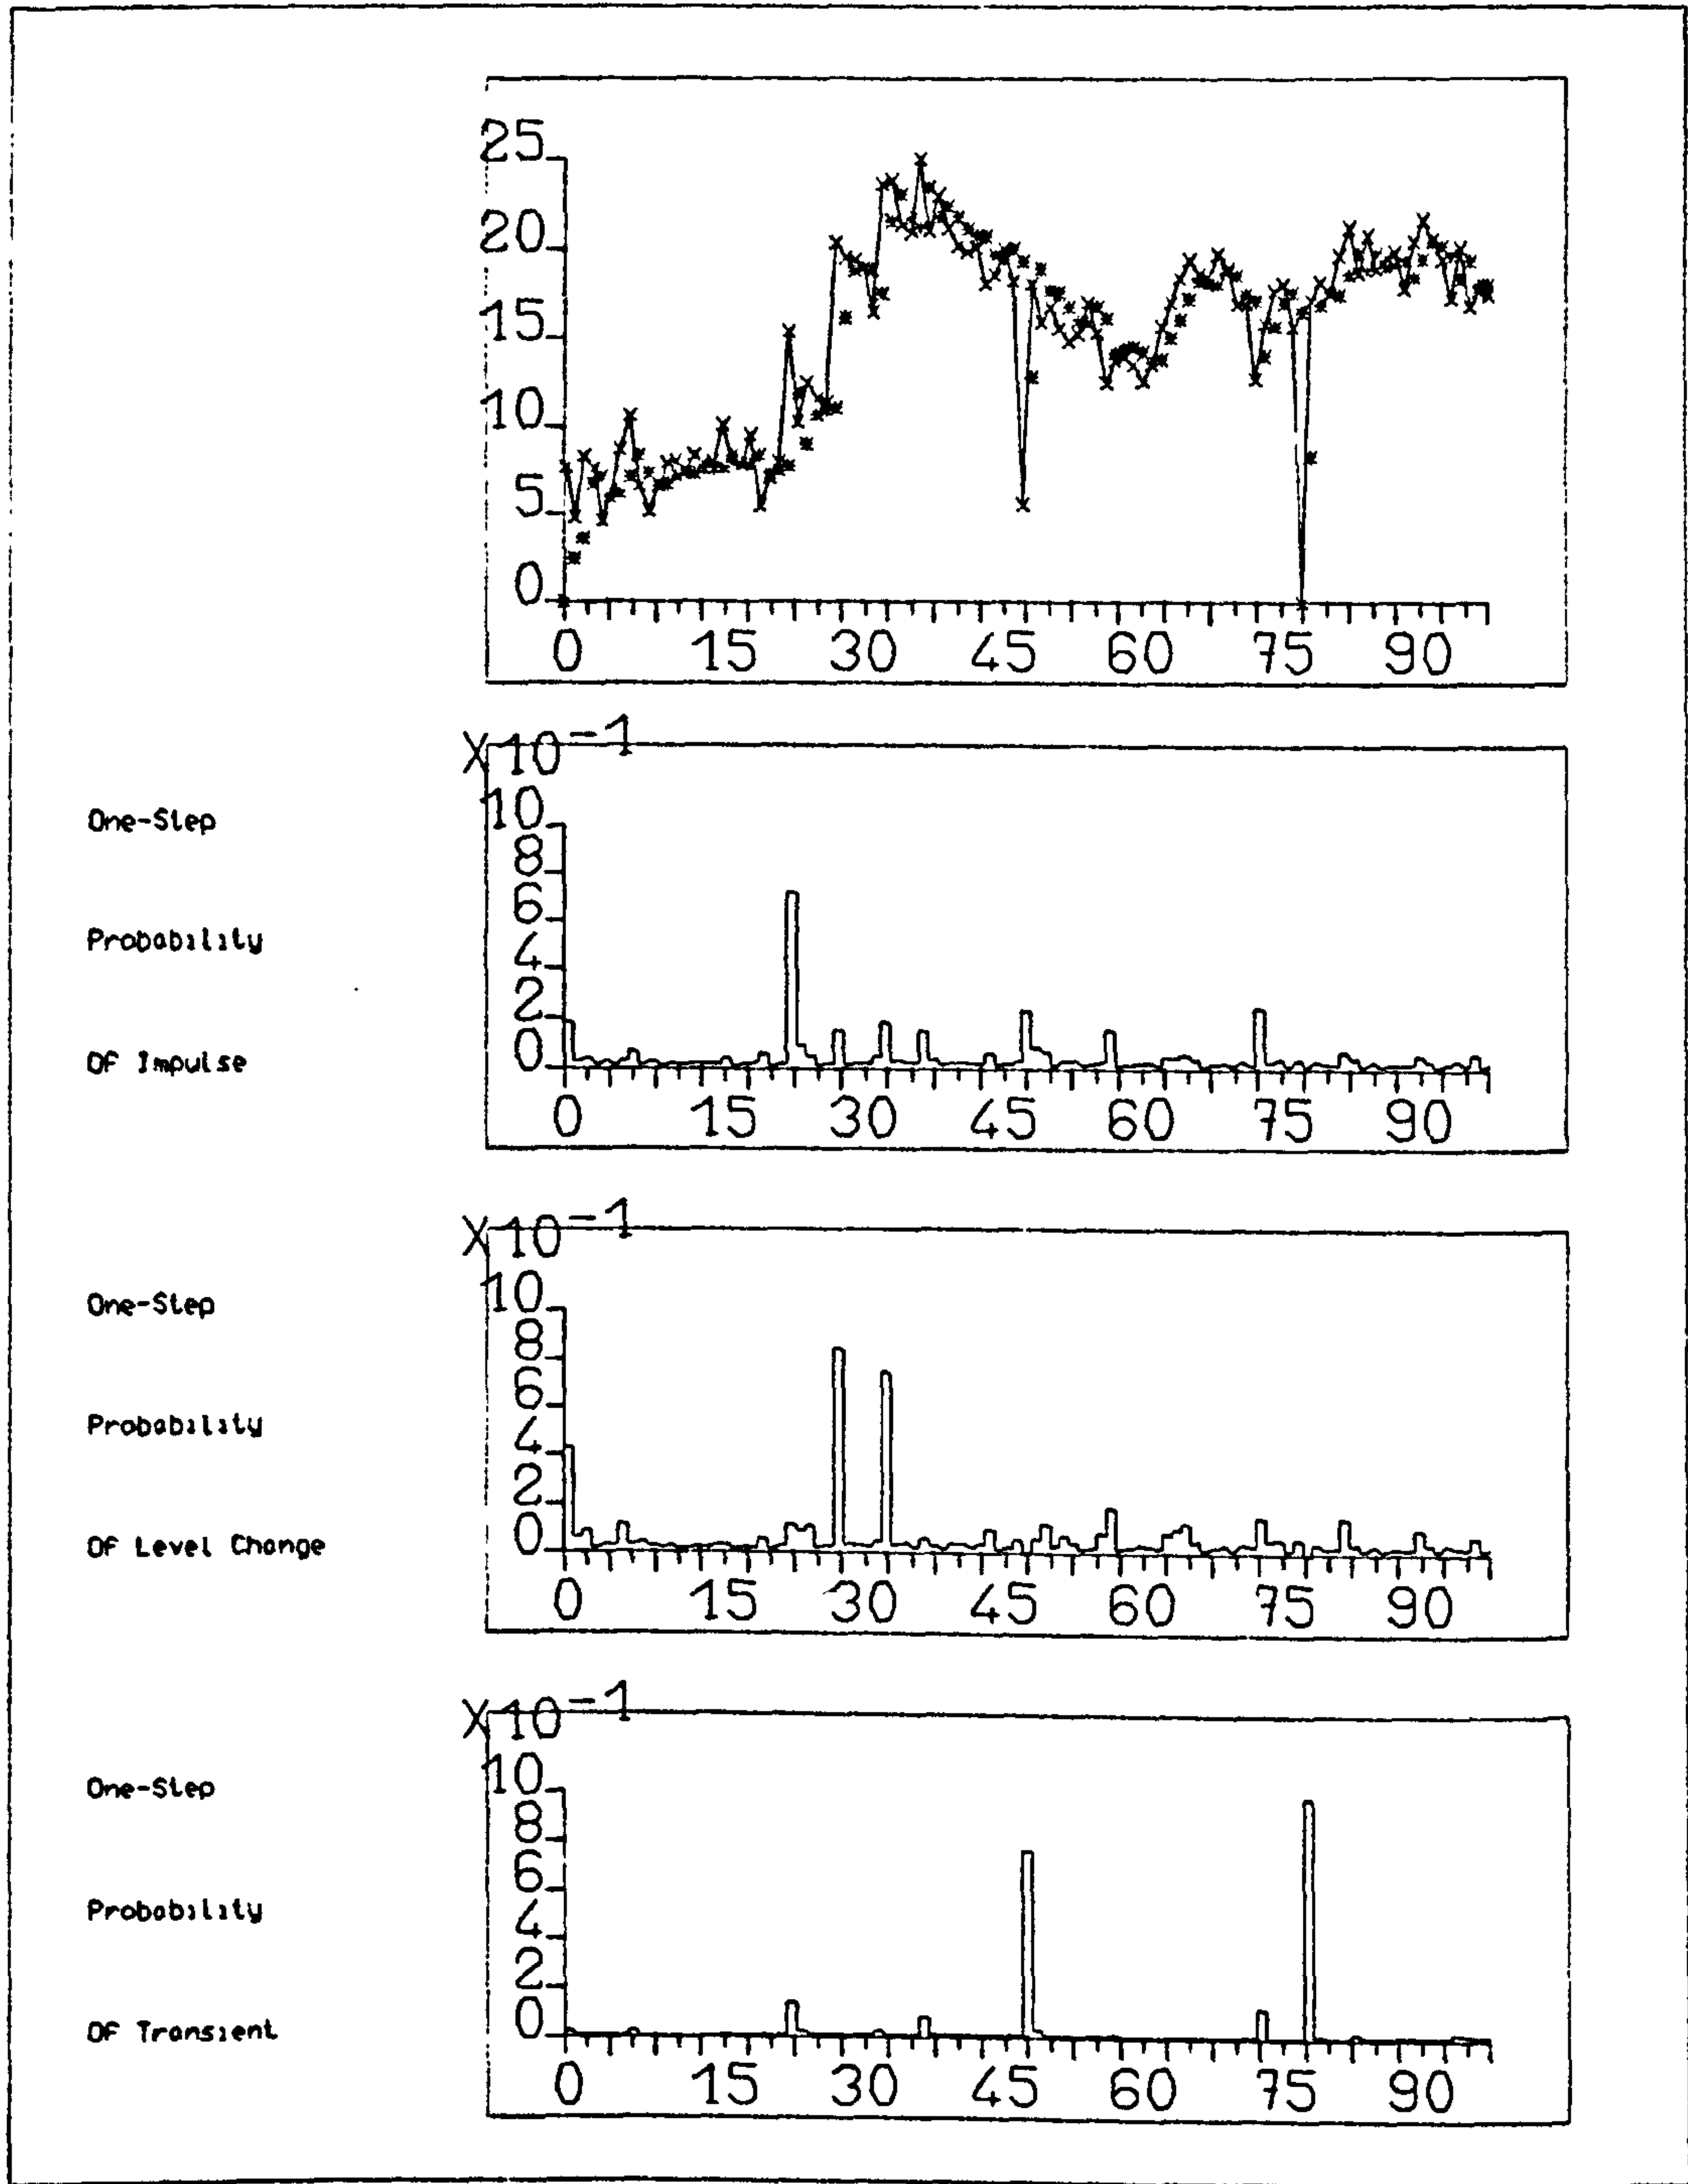 25
20
15
10
5
0
0 15 30 45 60 75 90
X10-1
One-Step
Probability
Of Impulse
10
8
6
4
2
0
0 15 30 45 60 75 90
X10-1
One-Step
Probability
Of Level Change
10
8
6
4
2
0
0 15 30 45 60 75 90
X10-1
One-Step
Probability
Of Transient
10
8
6
4
2
0
0 15 30 45 60 75 90